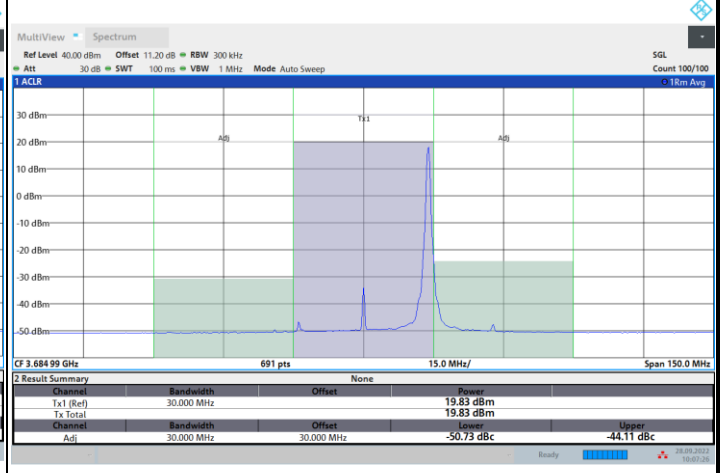 MultiView Spectrum
Ref Level 40.00 dBm Offset 11.20 dB RBW 300 kHz SGL
Att 30 dB SWT 100 ms VBW 1 MHz Mode Auto Sweep Count 100/100
1 ACLR 1Rm Avg
30 dBm
Tx1
Adj Adj
20 dBm
10 dBm
0 dBm
-10 dBm
-20 dBm
-30 dBm
-40 dBm
-50 dBm
CF 3.684 99 GHz 691 pts 15.0 MHz/ Span 150.0 MHz
2 Result Summary None
Channel Bandwidth Offset Power
Tx1 (Ref) 30.000 MHz 19.83 dBm
Tx Total 19.83 dBm
Channel Bandwidth Offset Lower Upper
Adj 30.000 MHz 30.000 MHz -50.73 dBc -44.11 dBc
Ready 28.09.2022
10:07:26